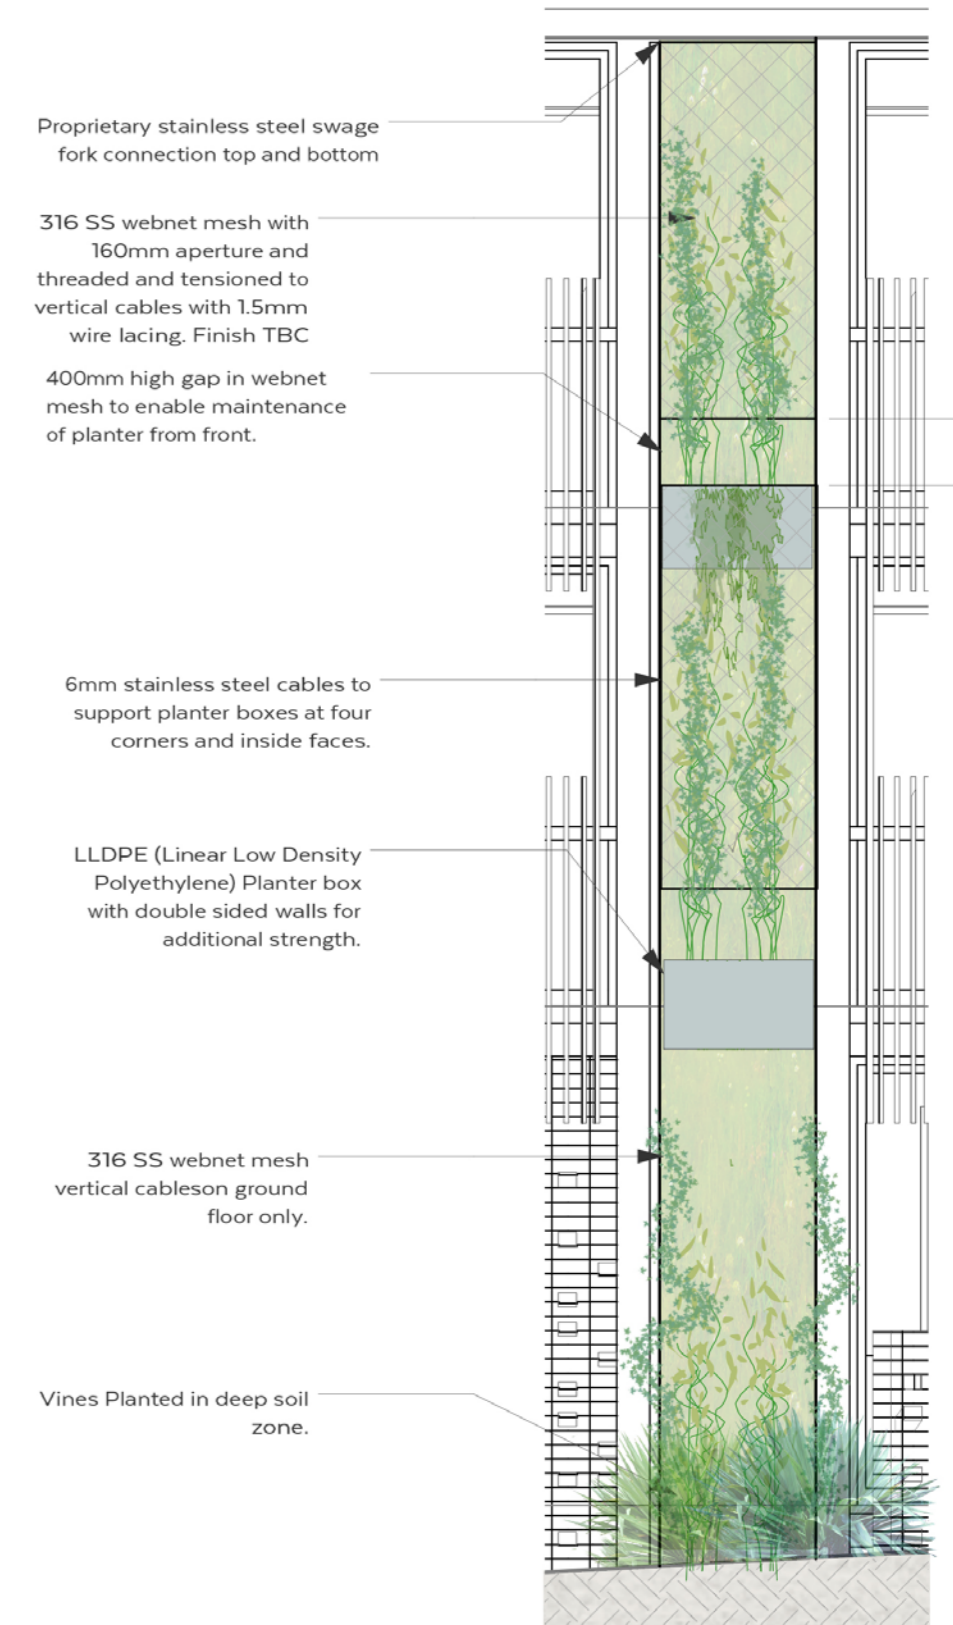 Proprietary stainless steel swage
fork connection top and bottom
316 SS webnet mesh with
160mm aperture and
threaded and tensioned to
vertical cables with 1.5mm
wire lacing. Finish TBC
400mm high gap in webnet
mesh to enable maintenance
of planter from front.
6mm stainless steel cables to
support planter boxes at four
corners and inside faces.
LLDPE (Linear Low Density
Polyethylene) Planter box
with double sided walls for
additional strength.
316 SS webnet mesh
vertical cableson ground
floor only.
Vines Planted in deep soil
zone.